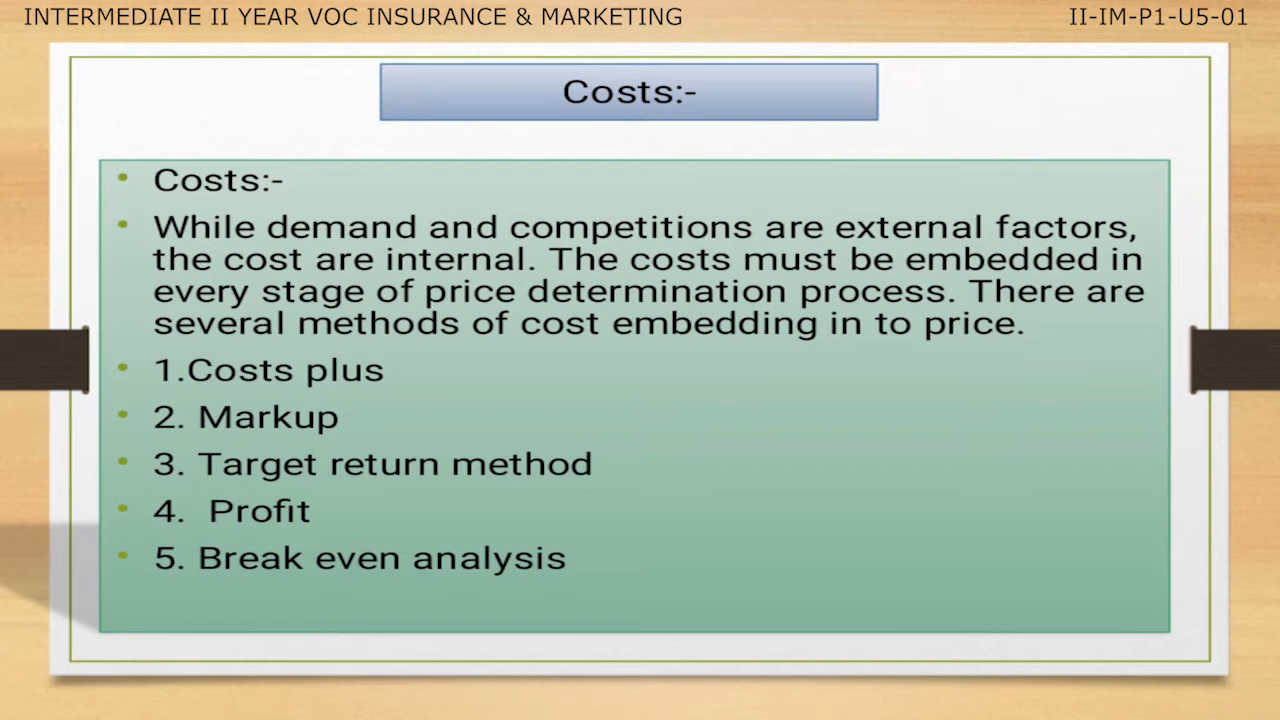 INTERMEDIATE II YEAR VOC INSURANCE & MARKETING
II-IM-P1-U5-01
Costs:-
• Costs:-
• While demand and competitions are external factors,
the cost are internal. The costs must be embedded in
every stage of price determination process. There are
several methods of cost embedding in to price.
• 1.Costs plus
• 2. Markup
• 3. Target return method
• 4.  Profit
• 5. Break even analysis